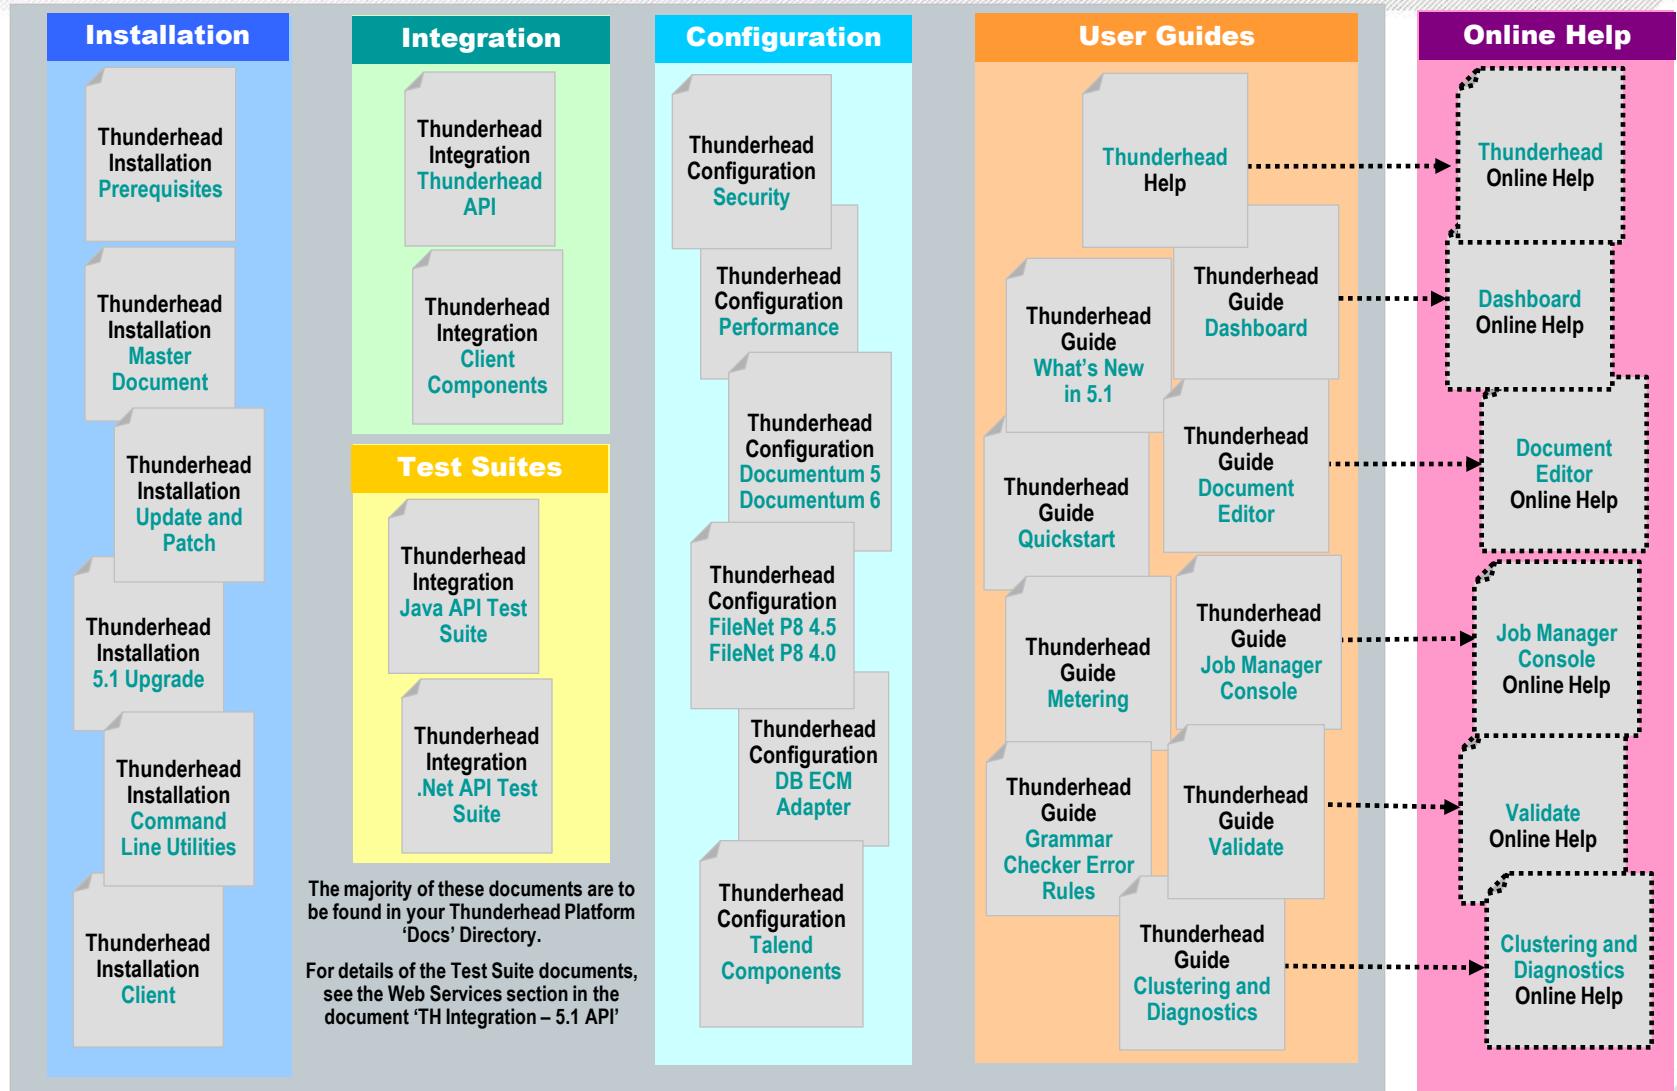 Installation
Thunderhead
Installation
Prerequisites
Thunderhead
Installation
Master
Document
Thunderhead
Installation
Update and
Patch
Thunderhead
Installation
5.1 Upgrade
Thunderhead
Installation
Command
Line Utilities
Thunderhead
Installation
Client
Integration
Thunderhead
Integration
Thunderhead
API
Thunderhead
Integration
Client
Components
Test Suites
Thunderhead
Integration
Java API Test
Suite
Thunderhead
Integration
.Net API Test
Suite
The majority of these documents are to
be found in your Thunderhead Platform
‘Docs’ Directory.
For details of the Test Suite documents,
see the Web Services section in the
document ‘TH Integration – 5.1 API’
Configuration
Thunderhead
Configuration
Security
Thunderhead
Configuration
Performance
Thunderhead
Configuration
Documentum 5
Documentum 6
Thunderhead
Configuration
FileNet P8 4.5
FileNet P8 4.0
Thunderhead
Configuration
DB ECM
Adapter
Thunderhead
Configuration
Talend
Components
User Guides
Thunderhead
Help
Thunderhead
Guide
Dashboard
Thunderhead
Guide
What’s New
in 5.1
Thunderhead
Guide
Document
Editor
Thunderhead
Guide
Quickstart
Thunderhead
Guide
Job Manager
Console
Thunderhead
Guide
Metering
Thunderhead
Guide
Validate
Thunderhead
Guide
Grammar
Checker Error
Rules
Thunderhead
Guide
Clustering and
Diagnostics
Online Help
Thunderhead
Online Help
Dashboard
Online Help
Document
Editor
Online Help
Job Manager
Console
Online Help
Validate
Online Help
Clustering and
Diagnostics
Online Help